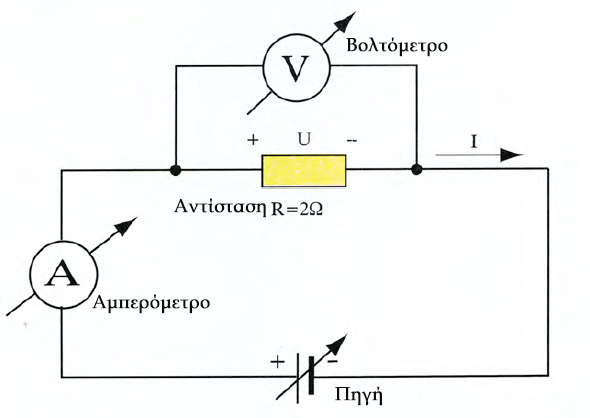 Βολτόμετρο
V
+ U --
I
Αντίσταση R=2Ω
A
Αμπερόμετρο
+ -
Πηγή